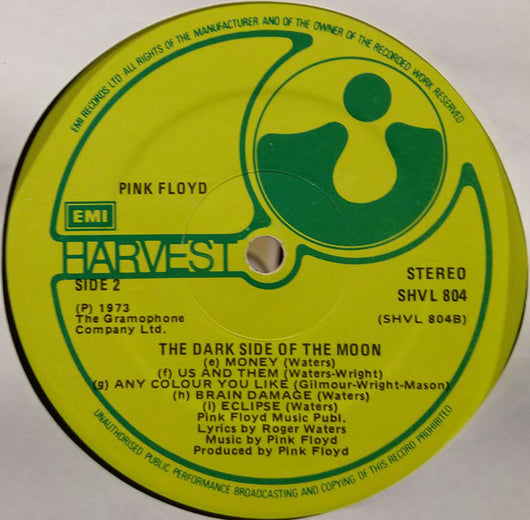 EMI RECORDS LTD ALL RIGHTS OF THE MANUFACTURER AND OF THE OWNER OF THE RECORDED WORK RESERVED
PINK FLOYD
EMI
HARVEST
SIDE 2
(P) 1973
The Gramophone
Company Ltd.
STEREO
SHVL 804
(SHVL 804B)
THE DARK SIDE OF THE MOON
(e) MONEY (Waters)
(f) US AND THEM (Waters-Wright)
(g) ANY COLOUR YOU LIKE (Gilmour-Wright-Mason)
(h) BRAIN DAMAGE (Waters)
(i) ECLIPSE (Waters)
Pink Floyd Music Publ.
Lyrics by Roger Waters
Music by Pink Floyd
Produced by Pink Floyd
UNAUTHORISED PUBLIC PERFORMANCE BROADCASTING AND COPYING OF THIS RECORD PROHIBITED